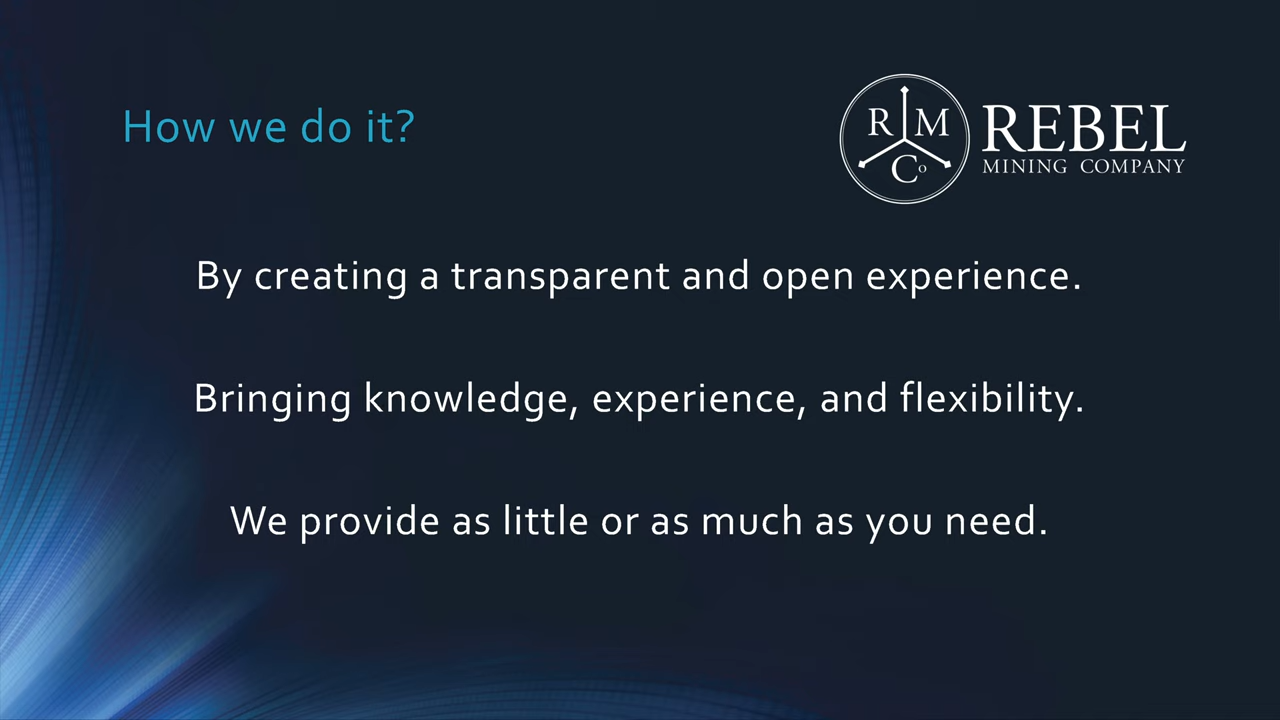 How we do it?
R M
Co
REBEL
MINING COMPANY
By creating a transparent and open experience.
Bringing knowledge, experience, and flexibility.
We provide as little or as much as you need.